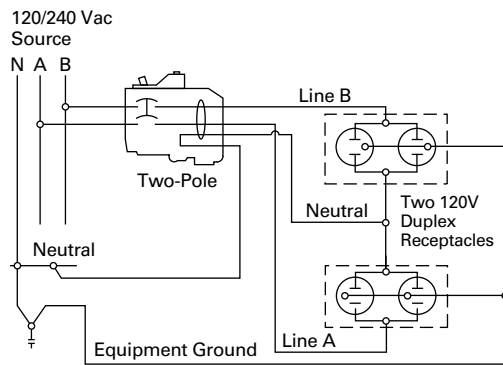 120/240 Vac
Source
N A B
Line B
Two-Pole
Neutral
Two 120V
Duplex
Receptacles
Neutral
Line A
Equipment Ground